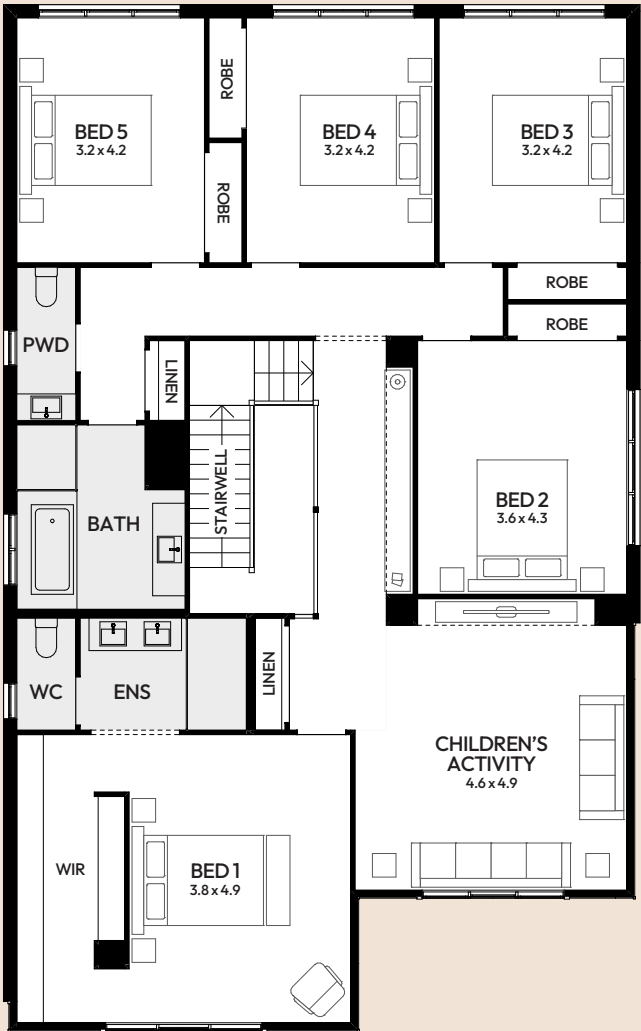 BED 5
3.2 x 4.2
ROBE
ROBE
BED 4
3.2 x 4.2
BED 3
3.2 x 4.2
ROBE
ROBE
PWD
LINEN
STAIRWELL
BATH
BED 2
3.6 x 4.3
WC
ENS
LINEN
CHILDREN'S
ACTIVITY
4.6 x 4.9
WIR
BED 1
3.8 x 4.9